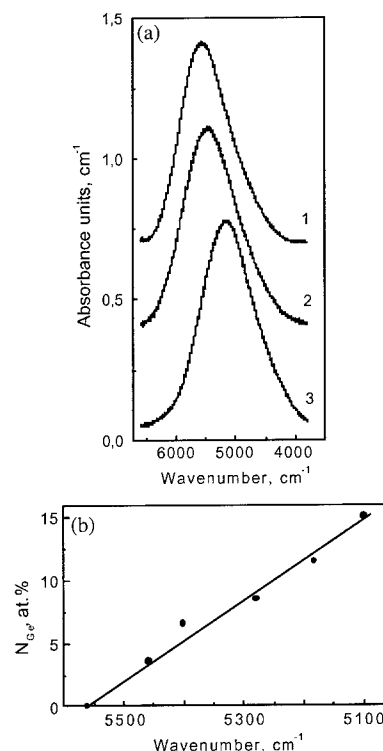 (a)
1,5
1,0
0,5
0,0
Absorbance units, cm⁻¹
1
2
3
6000 5000 4000
Wavenumber, cm⁻¹
(b)
15
10
5
0
N_Ge, at.%
5500 5300 5100
Wavenumber, cm⁻¹